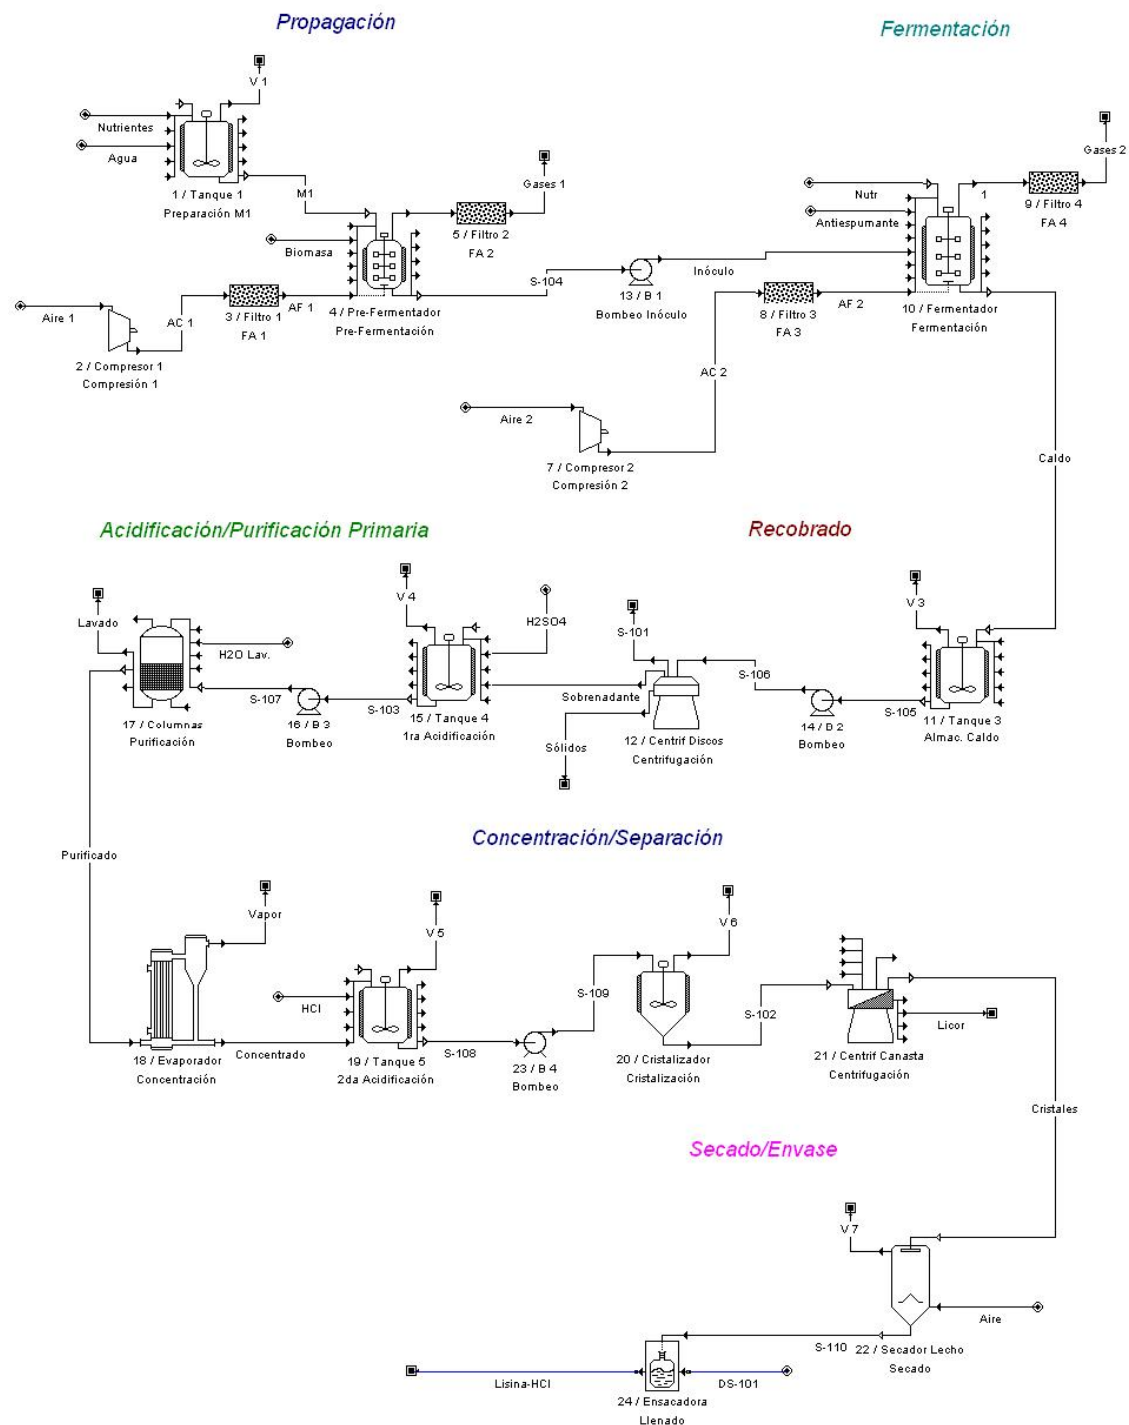 Propagación
Fermentación
V 1
Nutrientes
Agua
1 / Tanque 1
Preparación M1
M1
Gases 1
Gases 2
5 / Filtro 2
FA 2
Biomasa
Nutr
1
9 / Filtro 4
FA 4
Antiespumante
Aire 1
AC 1
3 / Filtro 1
FA 1
AF 1
4 / Pre-Fermentador
Pre-Fermentación
S-104
13 / B 1
Bombeo Inóculo
Inóculo
8 / Filtro 3
FA 3
AF 2
10 / Fermentador
Fermentación
2 / Compresor 1
Compresión 1
AC 2
Aire 2
7 / Compresor 2
Compresión 2
Caldo
Acidificación/Purificación Primaria
Recobrado
Lavado
H2O Lav.
V 4
H2SO4
S-101
V 3
S-107
16 / B 3
Bombeo
S-103
15 / Tanque 4
1ra Acidificación
Sobrenadante
S-106
17 / Columnas
Purificación
Sólidos
12 / Centrif Discos
Centrifugación
14 / B 2
Bombeo
S-105
11 / Tanque 3
Almac. Caldo
Concentración/Separación
Purificado
Vapor
V 5
V 6
HCl
S-109
S-102
Licor
18 / Evaporador
Concentración
Concentrado
19 / Tanque 5
2da Acidificación
S-108
23 / B 4
Bombeo
20 / Cristalizador
Cristalización
21 / Centrif Canasta
Centrifugación
Cristales
Secado/Envase
V 7
Aire
S-110
22 / Secador Lecho
Secado
Lisina-HCl
DS-101
24 / Ensacadora
Llenado